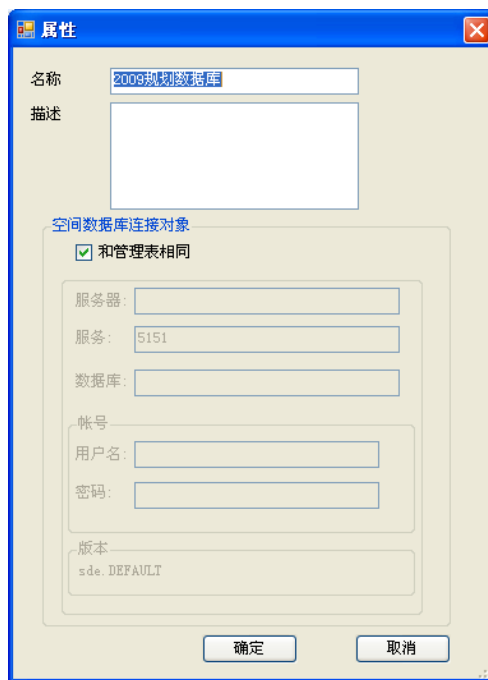 属性
名称
2009规划数据库
描述
空间数据库连接对象
和管理表相同
服务器:
服务: 5151
数据库:
帐号
用户名:
密码:
版本
sde.DEFAULT
确定 取消